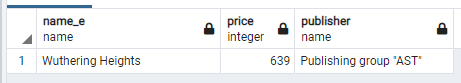 name_e price publisher
name integer name
1 Wuthering Heights 639 Publishing group "AST"